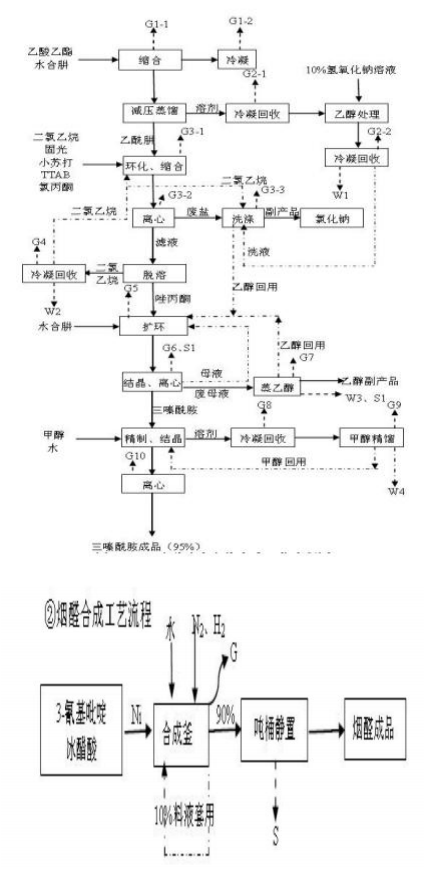 G1-1
G1-2
乙酸乙酯
水合肼
缩合
冷凝
G2-1
10%氢氧化钠溶液
减压蒸馏
溶剂
冷凝回收
乙醇处理
二氯乙烷
固光
小苏打
TTAB
氯丙酮
乙酰肼
G3-1
G2-2
环化、缩合
冷凝回收
二氯乙烷
W1
二氯乙烷
G3-2
G3-3
离心
废盐
洗涤
副产品
氯化钠
G4
滤液
洗液
冷凝回收
二氯
乙烷
脱溶
乙醇回用
W2
G5
唑丙酮
水合肼
扩环
G6、S1
乙醇回用
G7
母液
结晶、离心
废母液
蒸乙醇
乙醇副产品
W3、S1
三嗪酰胺
G8
G9
甲醇
水
精制、结晶
溶剂
冷凝回收
甲醇精馏
G10
甲醇回用
离心
W4
三嗪酰胺成品（95%）
②烟醛合成工艺流程
水
N2、H2
G
3-氰基吡啶
冰醋酸
Ni
合成釜
90%
吨桶静置
烟醛成品
10%料液套用
S